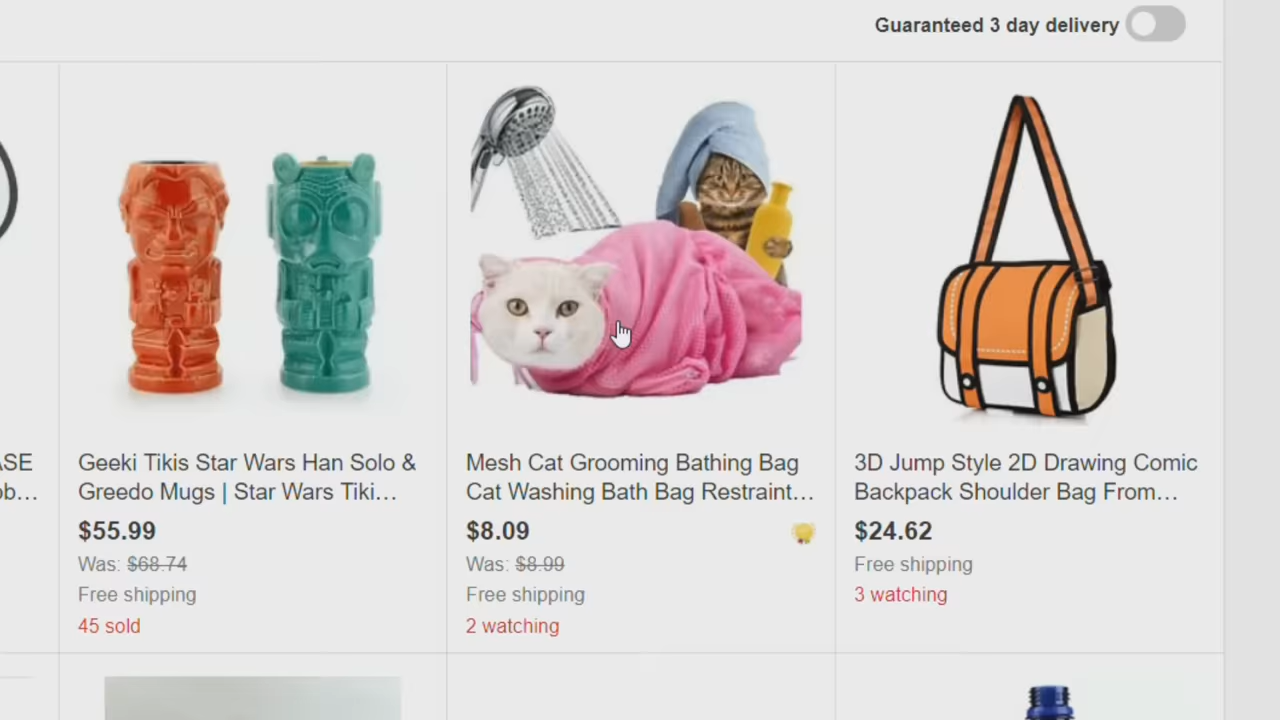 Guaranteed 3 day delivery
ASE
ob...
Geeki Tikis Star Wars Han Solo &
Greedo Mugs | Star Wars Tiki...
$55.99
Was: $68.74
Free shipping
45 sold
Mesh Cat Grooming Bathing Bag
Cat Washing Bath Bag Restraint...
$8.09
Was: $8.99
Free shipping
2 watching
3D Jump Style 2D Drawing Comic
Backpack Shoulder Bag From...
$24.62
Free shipping
3 watching